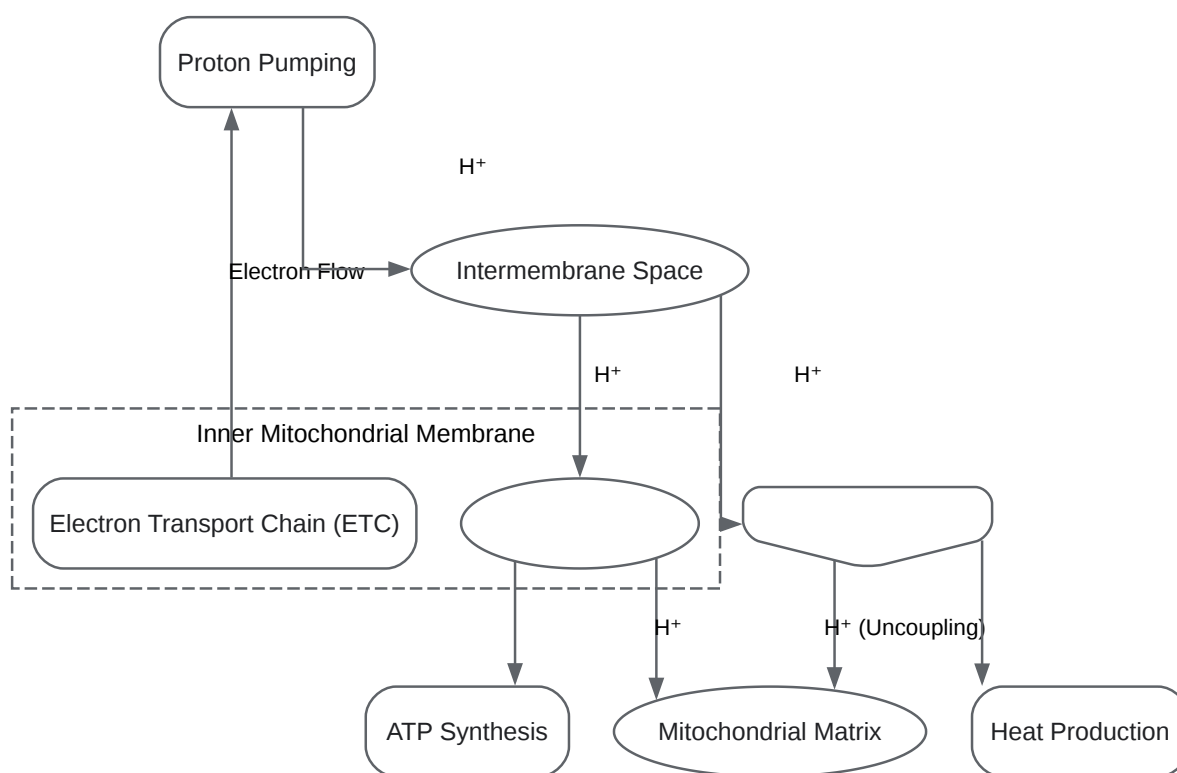 Proton Pumping
H⁺
Electron Flow
Intermembrane Space
H⁺
H⁺
Inner Mitochondrial Membrane
Electron Transport Chain (ETC)
H⁺
H⁺ (Uncoupling)
ATP Synthesis
Mitochondrial Matrix
Heat Production